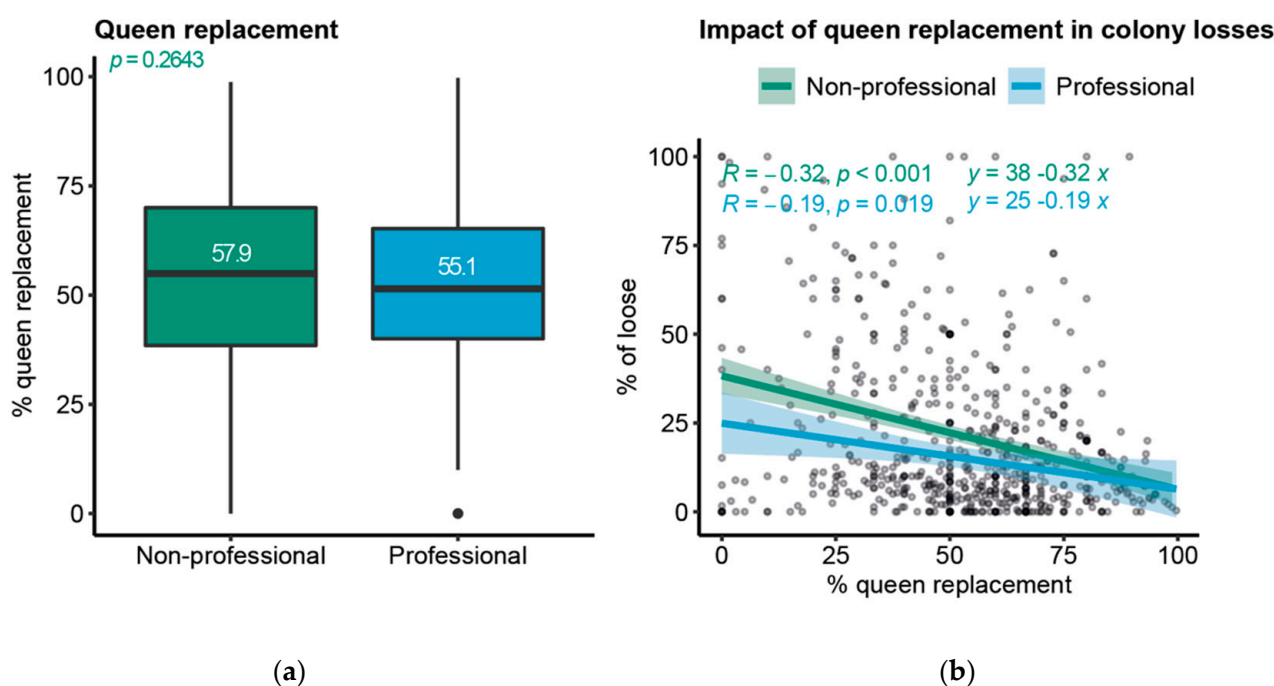 Queen replacement
p = 0.2643
% queen replacement
100
75
50
25
0
57.9
55.1
Non-professional
Professional
(a)
Impact of queen replacement in colony losses
Non-professional
Professional
R = −0.32, p < 0.001
y = 38 -0.32 x
R = −0.19, p = 0.019
y = 25 -0.19 x
% of loose
100
75
50
25
0
0
25
50
75
100
% queen replacement
(b)